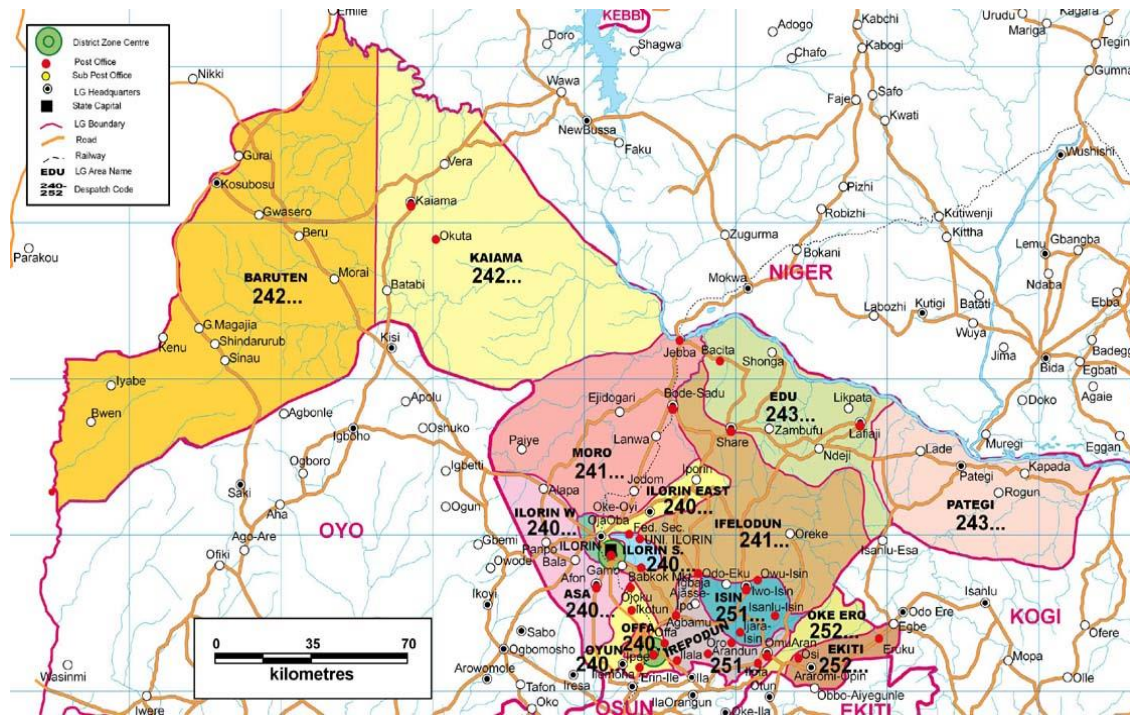 District Zone Centre
Post Office
Sub Post Office
LG Headquarters
State Capital
LG Boundary
Road
Railway
EDU LG Area Name
240-252 Despatch Code
KEBBI
Emile
Nikki
Doro
Shagwa
Adogo
Chafo
Kabchi
Kabogi
Urudu
Mariga
Kagara
Tegin
Gumna
Wawa
NewBussa
Faku
Faje
Safo
Kwati
Wushishi
Gurai
Kosubosu
Gwasero
Beru
Vera
Kaiama
Okuta
Pizhi
Robizhi
Kutiwenji
Kittha
Zugurma
Bokani
Lemu
Gbangba
Ndaba
Parakou
BARUTEN
242...
Morai
Batabi
KAIAMA
242...
Mokwa
NIGER
Labozhi
Kutigi
Batati
Wuya
Ebba
Jima
Bida
Badegg
Egbati
Agaie
G.Magajia
Kenu
Shindarurub
Sinau
Kisi
Iyabe
Bwen
Jebba
Bacita
Shonga
EDU
243...
Likpata
Zambufu
Lafiaji
Doko
Muregi
Eggan
Agbonle
Apolu
Igboho
Oshuko
Ejidogari
Bode-Sadu
Share
Ndeji
Lade
Pategi
Kapada
Rogun
PATEGI
243...
Paiye
Lanwa
MORO
241...
Ogboro
Saki
Igbetti
Alapa
Jodom
Iporin
ILORIN EAST
240...
Oke-Oyi
Aha
Ogun
OYO
ILORIN W.
240...
OjaOba
Fed. Sec.
UNI. ILORIN
IFELODUN
241...
Oreke
Isanlu-Esa
Ago-Are
Ofiki
Gbemi
Owode
Panpo
Bala
ILORIN
ILORIN S.
240...
Gamo
Afon
Odo-Eku
Owu-Isin
Igbaja
Iwo-Isin
ISIN
251...
Isanlu-Isin
Ikoyi
ASA
240...
Ojoku
Ikotun
Ajasse-Ipo
Agbamu
OKE ERO
252...
Odo Ere
Isanlu
Egbe
KOGI
Ofere
Mopa
Olle
Sabo
Ogbomosho
Arowomole
Iresa
OFFA
240...
Offa
OYUN
240...
IREPODUN
251...
Ilala
Oro
Arandun
OmuAran
Osi
EKITI
252...
Eruku
Araromi-Opin
Ilemona
Erin-Ile
Ila
Otun
Obbo-Aiyegunle
0 35 70
kilometres
Wasinmi
Iwere
Tafon
Oko
OSUN
IlaOrangun
Oke-Ila
EKITI